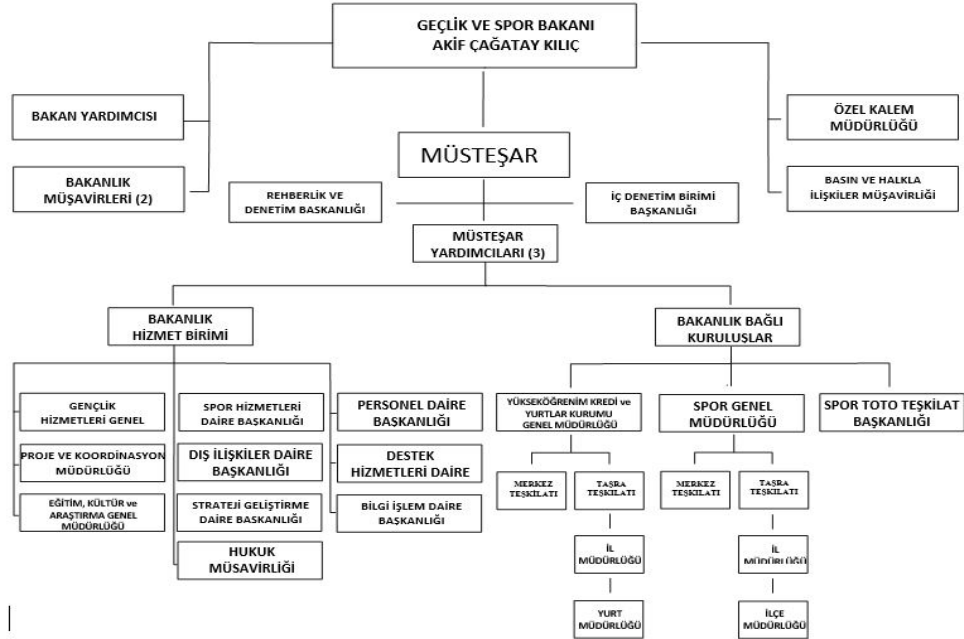 GEÇLİK VE SPOR BAKANI
AKİF ÇAĞATAY KILIÇ
BAKAN YARDIMCISI
ÖZEL KALEM
MÜDÜRLÜĞÜ
MÜSTEŞAR
BAKANLIK
MÜŞAVİRLERİ (2)
BASIN VE HALKLA
İLİŞKİLER MÜŞAVİRLİĞİ
REHBERLİK VE
DENETİM BASKANLIĞI
İÇ DENETİM BİRİMİ
BAŞKANLIĞI
MÜSTEŞAR
YARDIMCILARI (3)
BAKANLIK
HİZMET BİRİMİ
BAKANLIK BAĞLI
KURULUŞLAR
GENÇLİK
HİZMETLERİ GENEL
SPOR HİZMETLERİ
DAİRE BAŞKANLIĞI
PERSONEL DAİRE
BAŞKANLIĞI
YÜKSEKÖĞRENİM KREDİ ve
YURTLAR KURUMU
GENEL MÜDÜRLÜĞÜ
SPOR GENEL
MÜDÜRLÜĞÜ
SPOR TOTO TEŞKİLAT
BAŞKANLIĞI
PROJE VE KOORDİNASYON
MÜDÜRLÜĞÜ
DIŞ İLİŞKİLER DAİRE
BAŞKANLIĞI
DESTEK
HİZMETLERİ DAİRE
MERKEZ
TEŞKİLATI
TAŞRA
TEŞKİLATI
MERKEZ
TEŞKİLATI
TAŞRA
TEŞKİLATI
EĞİTİM, KÜLTÜR ve
ARAŞTIRMA GENEL
MÜDÜRLÜĞÜ
STRATEJİ GELİŞTİRME
DAİRE BASKANLIĞI
BİLGİ İŞLEM DAİRE
BAŞKANLIĞI
HUKUK
MÜSAVİRLİĞİ
İL
MÜDÜRLÜĞÜ
İL
MÜDÜRLÜĞÜ
YURT
MÜDÜRLÜĞÜ
İLÇE
MÜDÜRLÜĞÜ